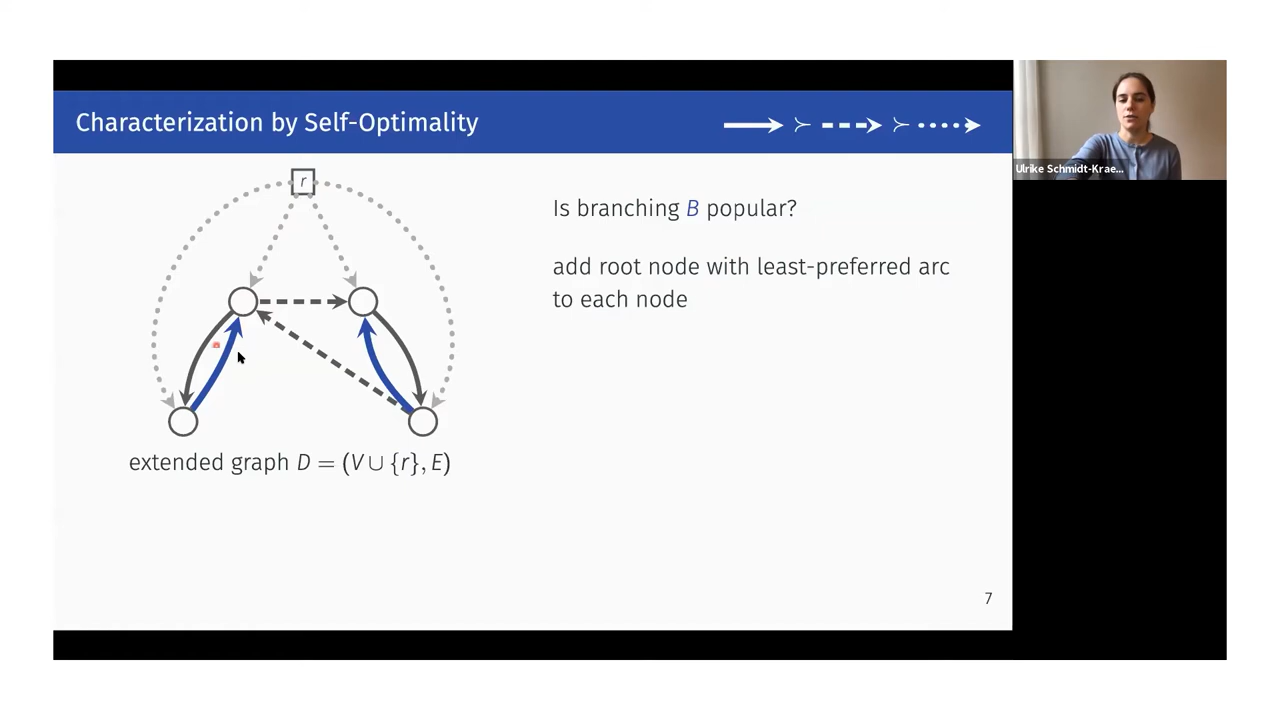 Characterization by Self-Optimality
Ulrike Schmidt-Krae...
r
Is branching B popular?
add root node with least-preferred arc
to each node
extended graph D = (V ∪ {r}, E)
7